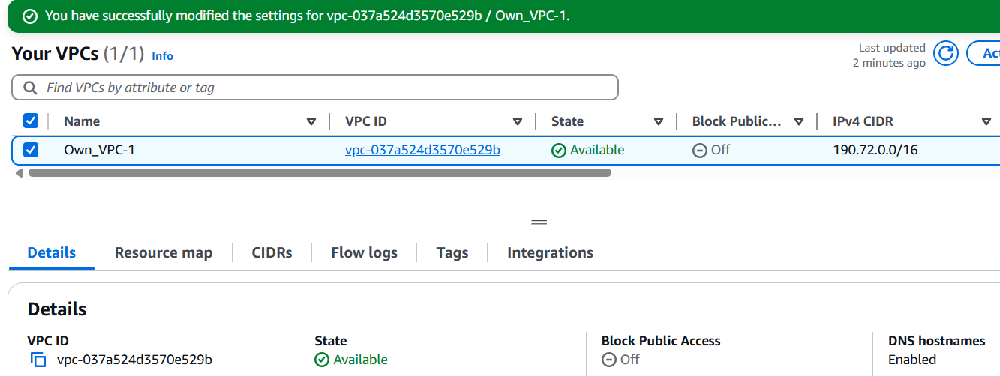 You have successfully modified the settings for vpc-037a524d3570e529b / Own_VPC-1.
Your VPCs (1/1) Info
Last updated
2 minutes ago
Find VPCs by attribute or tag
Name VPC ID State Block Public... IPv4 CIDR
Own_VPC-1 vpc-037a524d3570e529b Available Off 190.72.0.0/16
Details Resource map CIDRs Flow logs Tags Integrations
Details
VPC ID State Block Public Access DNS hostnames
vpc-037a524d3570e529b Available Off Enabled